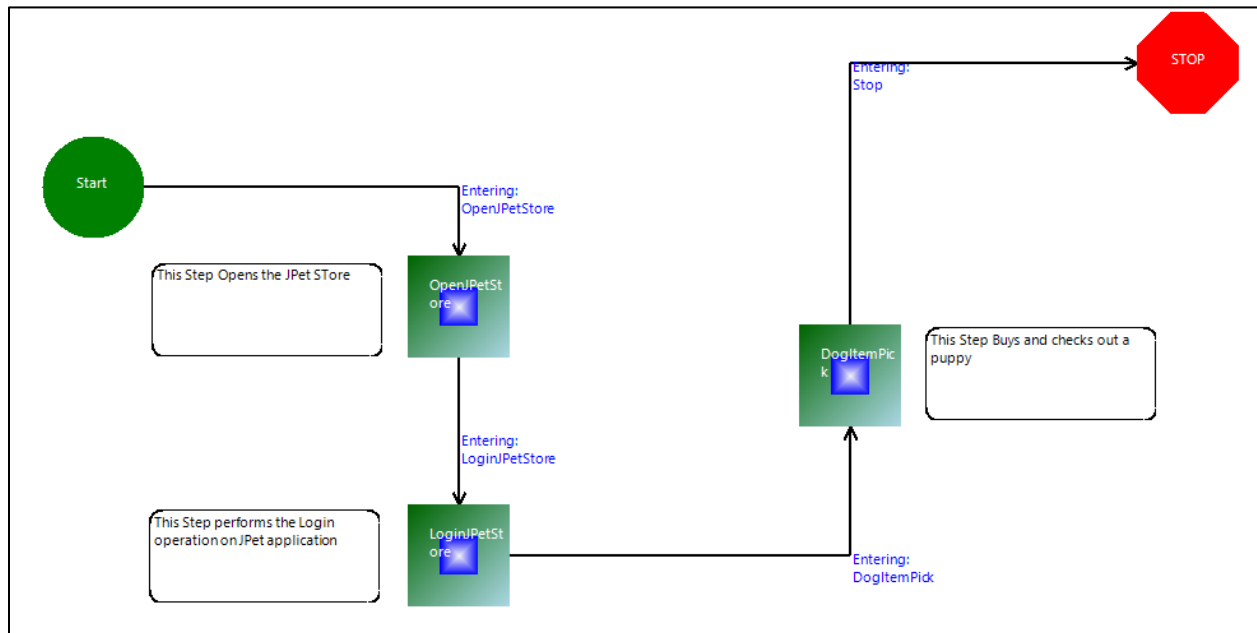 Entering:
Stop
STOP
Start
Entering:
OpenJPetStore
This Step Opens the JPet STore
OpenJPetSt
ore
DogItemPic
k
This Step Buys and checks out a
puppy
Entering:
LoginJPetStore
This Step performs the Login
operation on JPet application
LoginJPetSt
ore
Entering:
DogItemPick